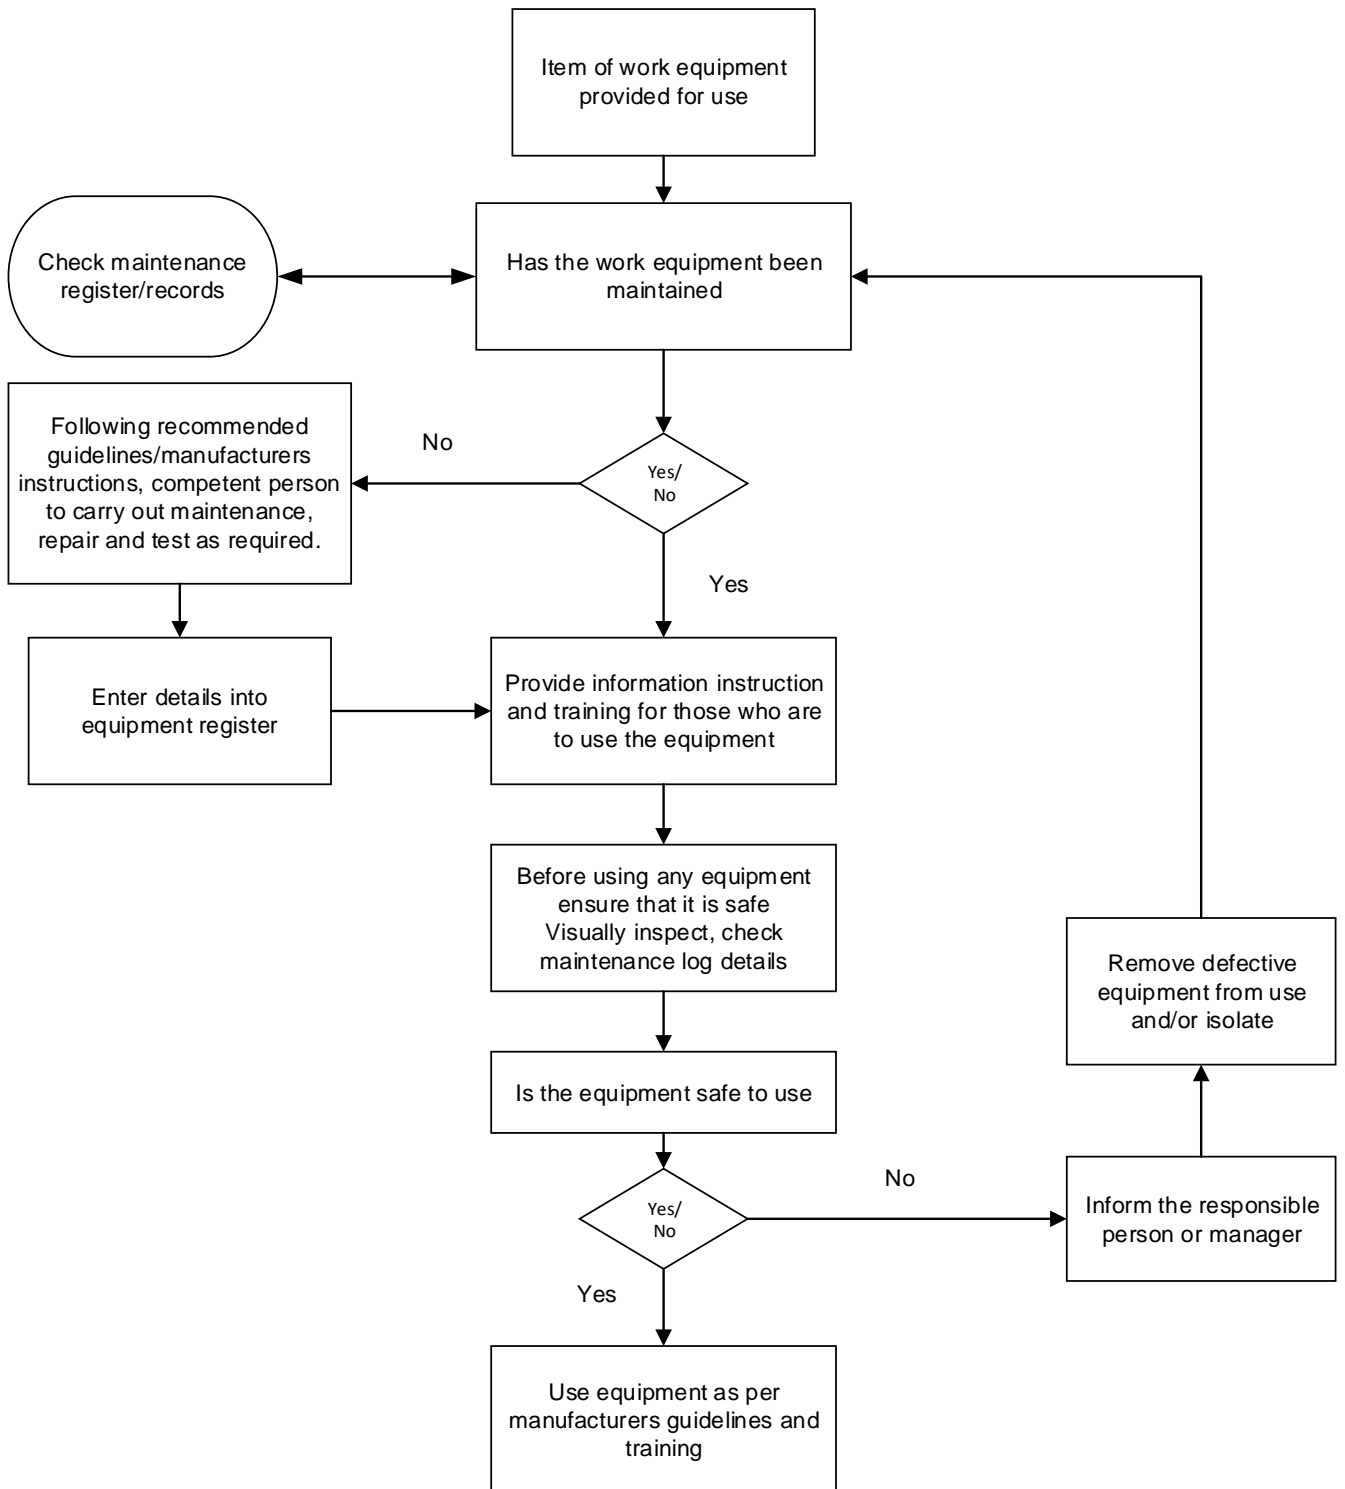 Item of work equipment
provided for use
Check maintenance
register/records
Has the work equipment been
maintained
Following recommended
guidelines/manufacturers
instructions, competent person
to carry out maintenance,
repair and test as required.
No
Yes/
No
Yes
Enter details into
equipment register
Provide information instruction
and training for those who are
to use the equipment
Before using any equipment
ensure that it is safe
Visually inspect, check
maintenance log details
Remove defective
equipment from use
and/or isolate
Is the equipment safe to use
Yes/
No
No
Inform the responsible
person or manager
Yes
Use equipment as per
manufacturers guidelines and
training